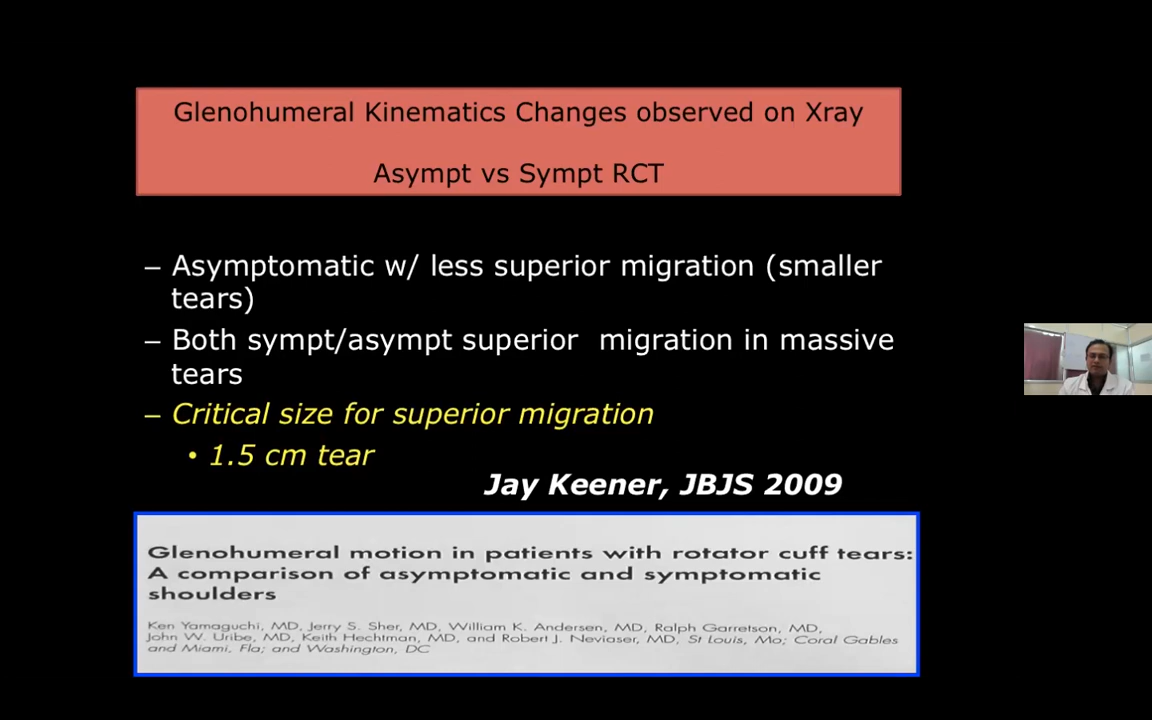 Glenohumeral Kinematics Changes observed on Xray
Asympt vs Sympt RCT
– Asymptomatic w/ less superior migration (smaller
tears)
– Both sympt/asympt superior migration in massive
tears
– Critical size for superior migration
• 1.5 cm tear
Jay Keener, JBJS 2009
Glenohumeral motion in patients with rotator cuff tears:
A comparison of asymptomatic and symptomatic
shoulders
Ken Yamaguchi, MD, Jerry S. Sher, MD, William K. Andersen, MD, Ralph Garretson, MD,
John W. Uribe, MD, Keith Hechtman, MD, and Robert J. Neviaser, MD, St Louis, Mo; Coral Gables
and Miami, Fla; and Washington, DC